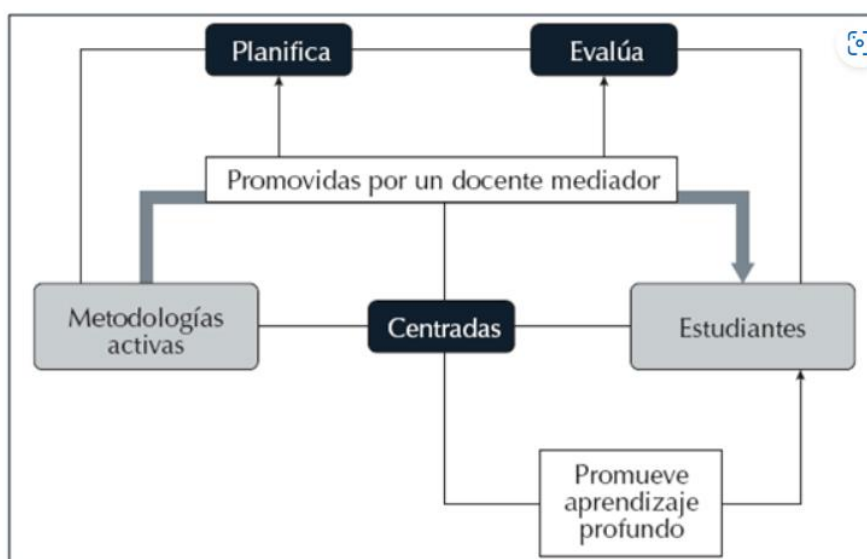 Planifica
Evalúa
Promovidas por un docente mediador
Metodologías
activas
Centradas
Estudiantes
Promueve
aprendizaje
profundo